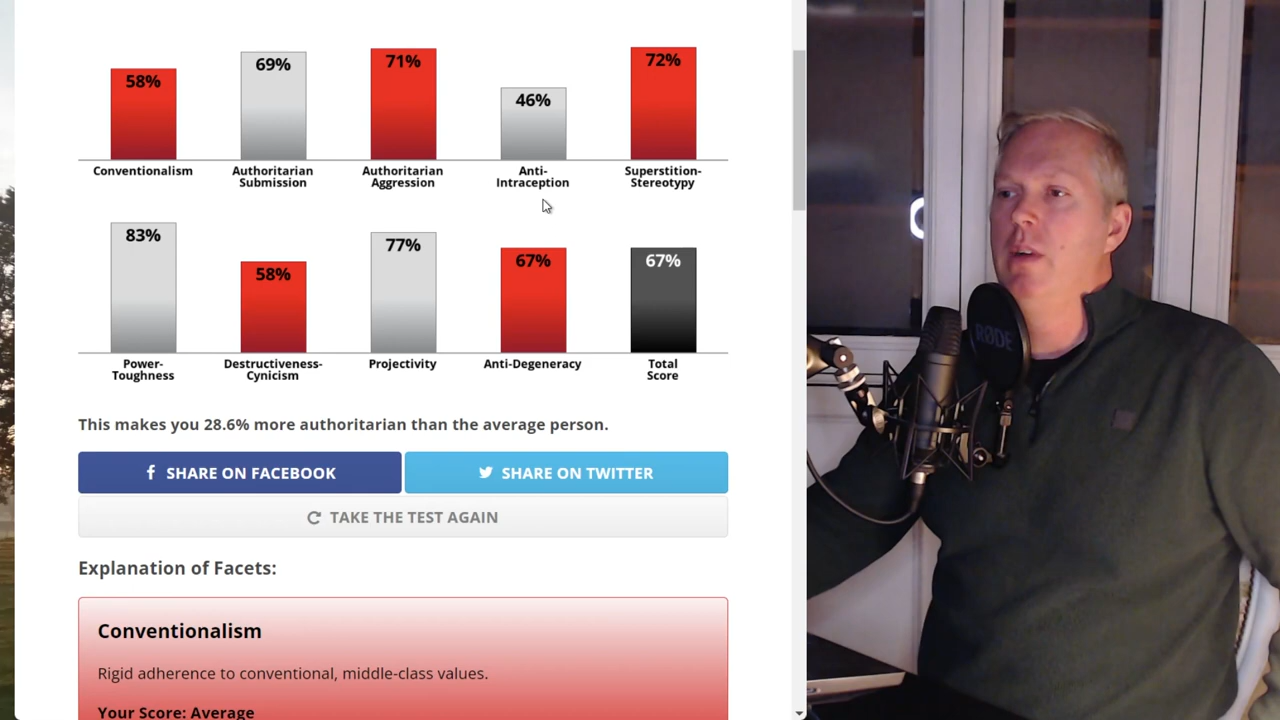 58%
69%
71%
46%
72%
Conventionalism
Authoritarian
Submission
Authoritarian
Aggression
Anti-
Intraception
Superstition-
Stereotypy
83%
58%
77%
67%
67%
Power-
Toughness
Destructiveness-
Cynicism
Projectivity
Anti-Degeneracy
Total
Score
This makes you 28.6% more authoritarian than the average person.
SHARE ON FACEBOOK
SHARE ON TWITTER
TAKE THE TEST AGAIN
Explanation of Facets:
Conventionalism
Rigid adherence to conventional, middle-class values.
Your Score: Average
RØDE